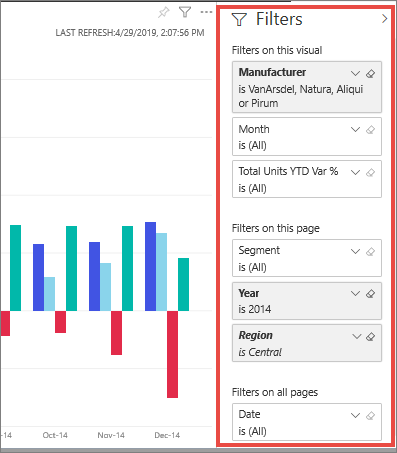 Filters
LAST REFRESH:4/29/2019, 2:07:56 PM
Filters on this visual
Manufacturer
is VanArsdel, Natura, Aliqui
or Pirum
Month
is (All)
Total Units YTD Var %
is (All)
Filters on this page
Segment
is (All)
Year
is 2014
Region
is Central
Filters on all pages
Date
is (All)
-14
Oct-14
Nov-14
Dec-14